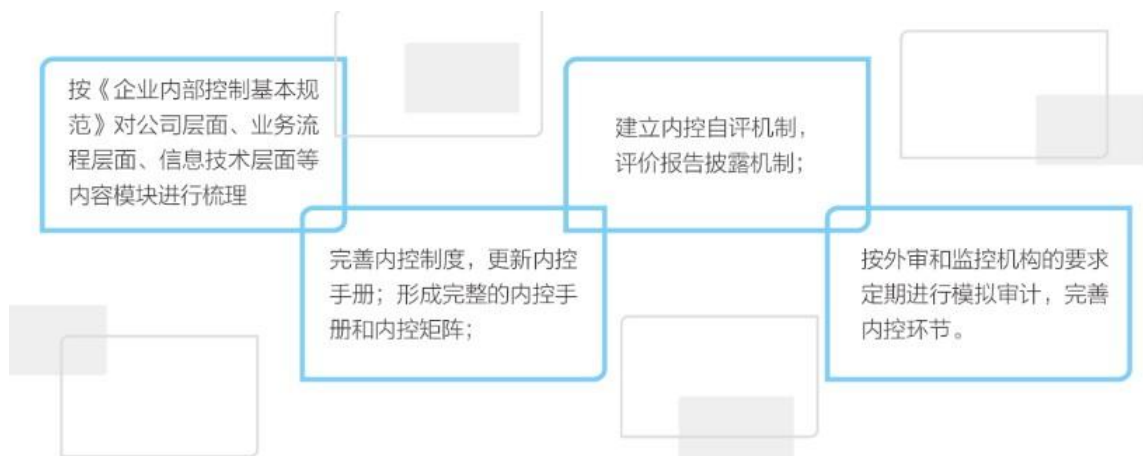 按《企业内部控制基本规
范》对公司层面、业务流
程层面、信息技术层面等
内容模块进行梳理
完善内控制度，更新内控
手册；形成完整的内控手
册和内控矩阵；
建立内控自评机制，
评价报告披露机制；
按外审和监控机构的要求
定期进行模拟审计，完善
内控环节。